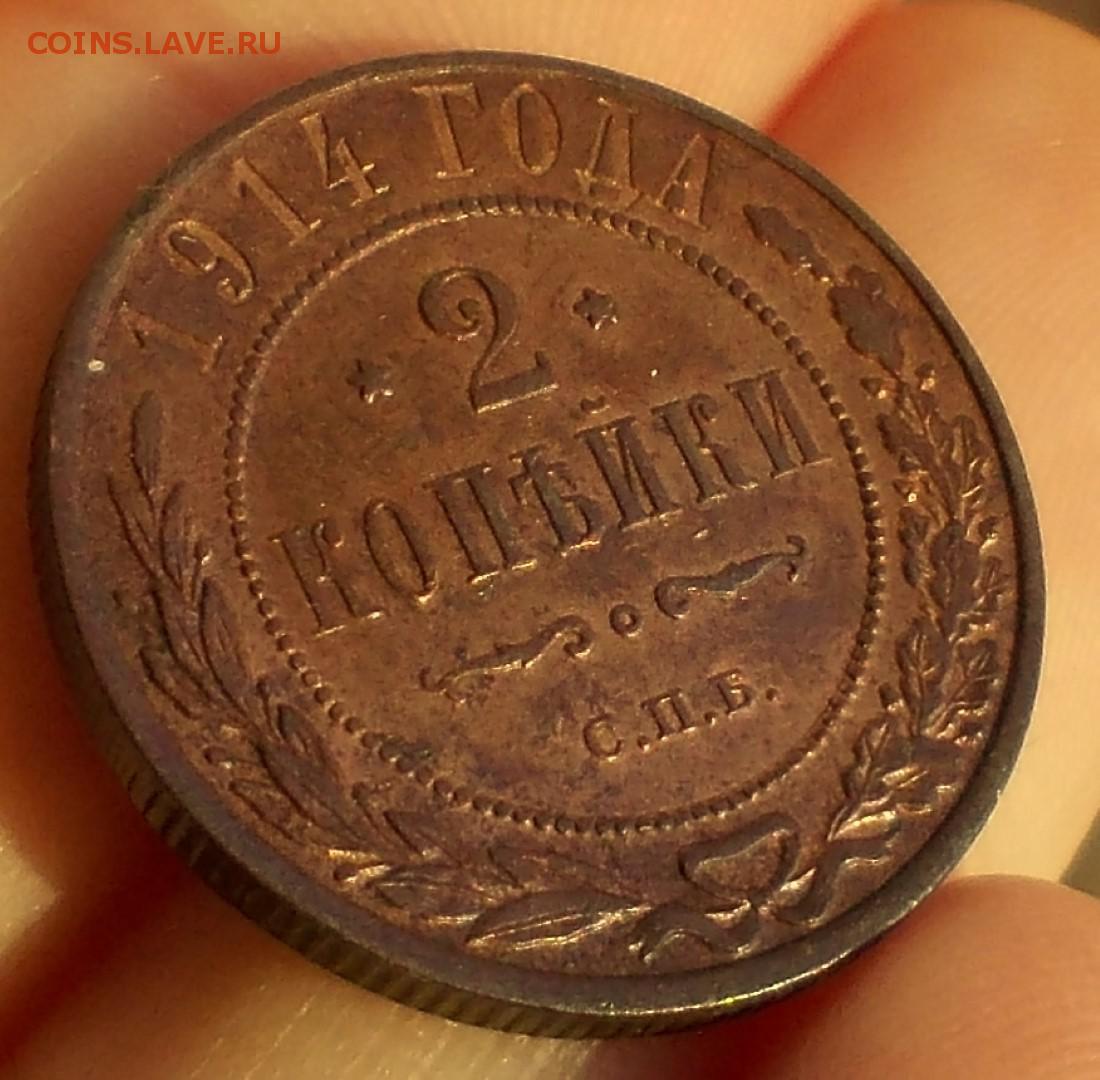 COINS.LAVE.RU
1914 ГОДА
2
КОПѢЙКИ
С.П.Б.